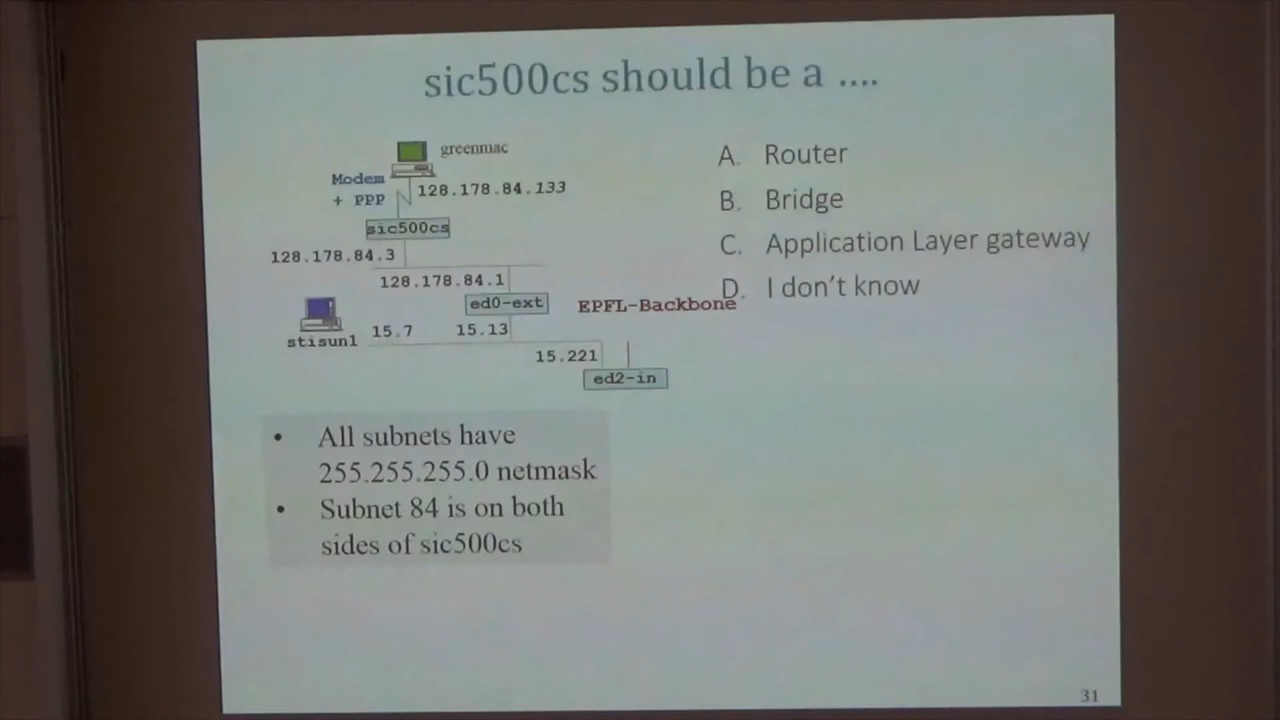 sic500cs should be a ....
greenmac
Modem
+ PPP
128.178.84.133
sic500cs
128.178.84.3
128.178.84.1
ed0-ext
EPFL-Backbone
stisun1
15.7
15.13
15.221
ed2-in
A. Router
B. Bridge
C. Application Layer gateway
D. I don't know
• All subnets have
255.255.255.0 netmask
• Subnet 84 is on both
sides of sic500cs
31